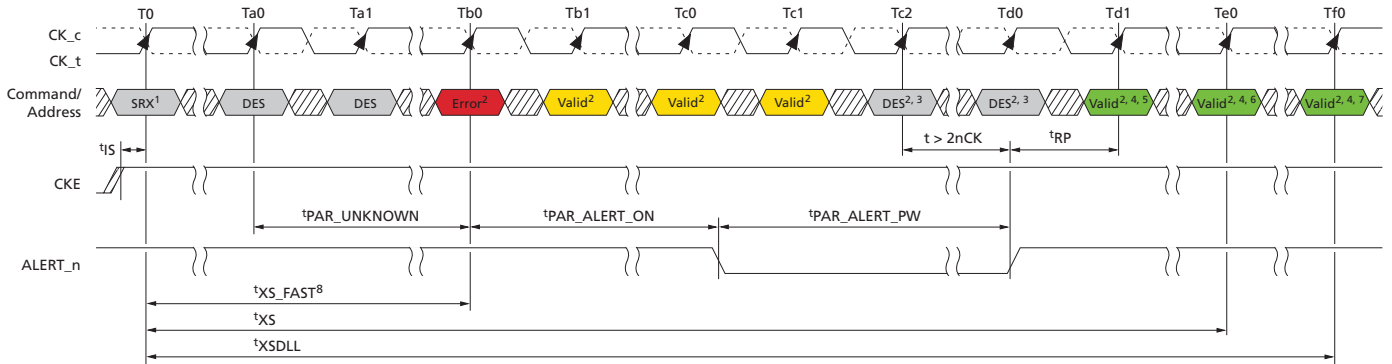 T0 Ta0 Ta1 Tb0 Tb1 Tc0 Tc1 Tc2 Td0 Td1 Te0 Tf0
CK_c
CK_t
Command/
Address
SRX1 DES DES Error2 Valid2 Valid2 Valid2 DES2, 3 DES2, 3 Valid2, 4, 5 Valid2, 4, 6 Valid2, 4, 7
tIS
t > 2nCK
tRP
CKE
tPAR_UNKNOWN
tPAR_ALERT_ON
tPAR_ALERT_PW
ALERT_n
tXS_FAST8
tXS
tXSDLL